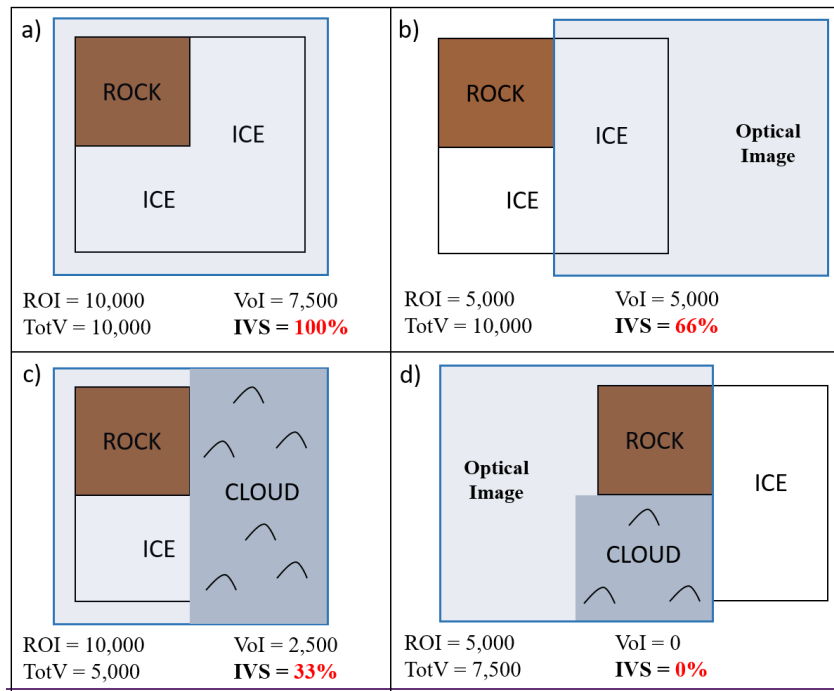 a)
ROCK
ICE
ICE
ROI = 10,000 VoI = 7,500
TotV = 10,000 IVS = 100%
b)
ROCK
ICE
Optical
Image
ICE
ROI = 5,000 VoI = 5,000
TotV = 10,000 IVS = 66%
c)
ROCK
CLOUD
ICE
ROI = 10,000 VoI = 2,500
TotV = 5,000 IVS = 33%
d)
ROCK
Optical
Image
ICE
CLOUD
ROI = 5,000 VoI = 0
TotV = 7,500 IVS = 0%